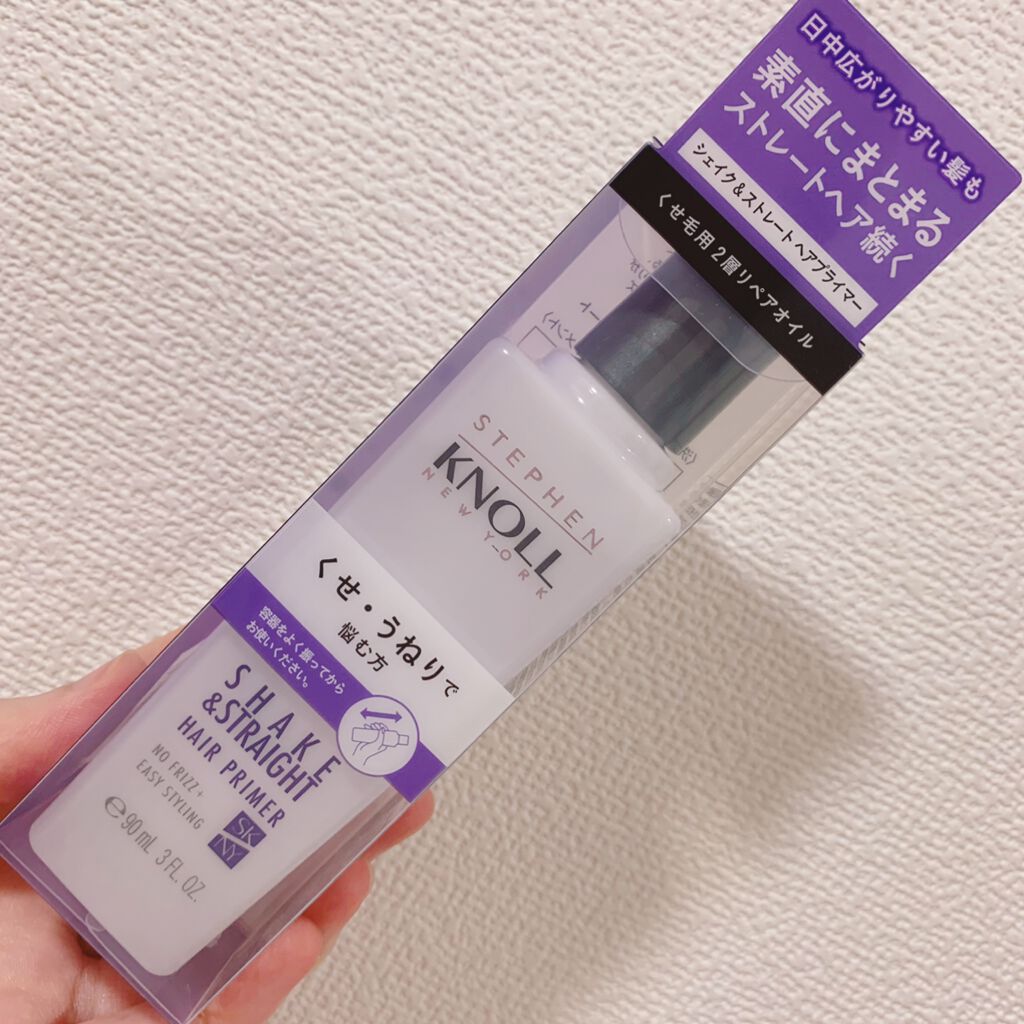 日中広がりやすい髪も
素直にまとまる
ストレートヘア続く
シェイク&ストレート ヘアプライマー
くせ毛用2層リペアオイル
STEPHEN
KNOLL
NEW YORK
くせ・うねりで
悩む方
容器をよく振ってから
お使いください。
SHAKE
&STRAIGHT
HAIR PRIMER
NO FRIZZ+
EASY STYLING
SK
NY
℮90mL 3FL. OZ.